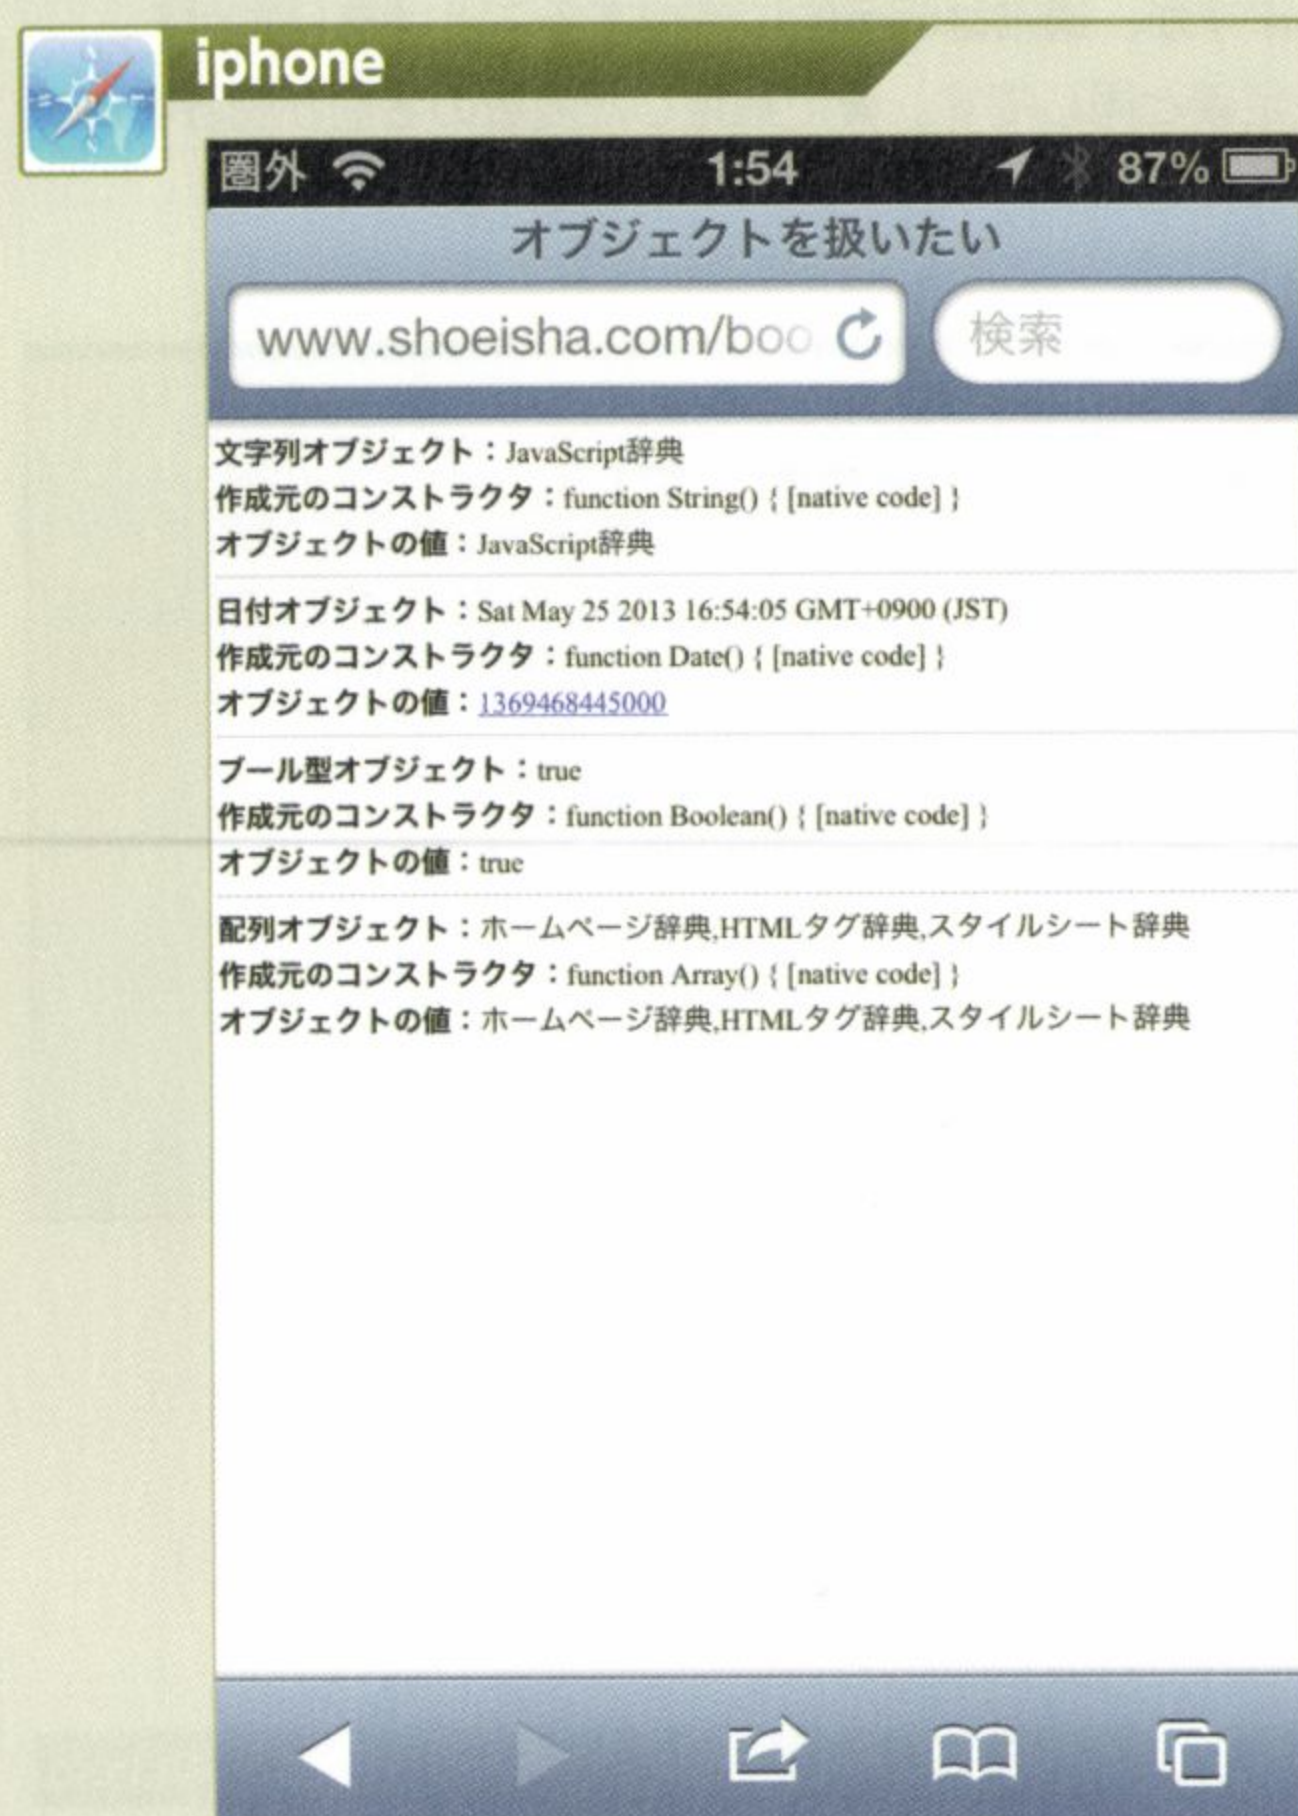 iphone
圏外 1:54 87%
オブジェクトを扱いたい
www.shoeisha.com/boo 検索
文字列オブジェクト：JavaScript辞典
作成元のコンストラクタ：function String() { [native code] }
オブジェクトの値：JavaScript辞典
日付オブジェクト：Sat May 25 2013 16:54:05 GMT+0900 (JST)
作成元のコンストラクタ：function Date() { [native code] }
オブジェクトの値：1369468445000
ブール型オブジェクト：true
作成元のコンストラクタ：function Boolean() { [native code] }
オブジェクトの値：true
配列オブジェクト：ホームページ辞典,HTMLタグ辞典,スタイルシート辞典
作成元のコンストラクタ：function Array() { [native code] }
オブジェクトの値：ホームページ辞典,HTMLタグ辞典,スタイルシート辞典